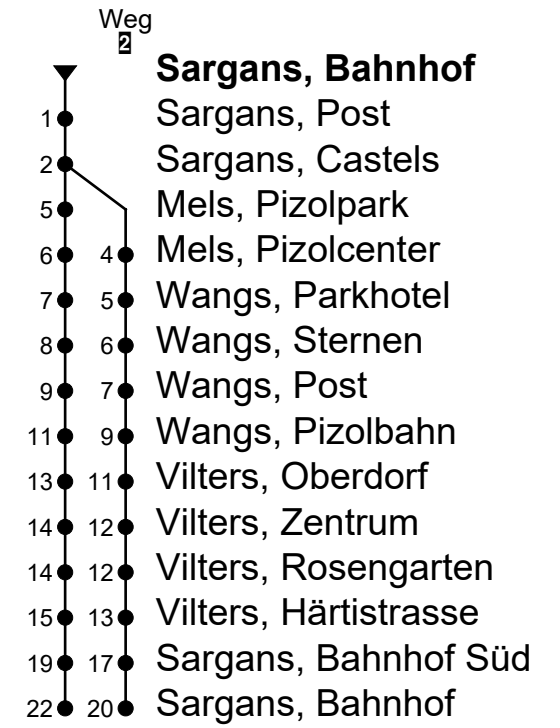 Weg
2
Sargans, Bahnhof
1 Sargans, Post
2 Sargans, Castels
5 Mels, Pizolpark
6 4 Mels, Pizolcenter
7 5 Wangs, Parkhotel
8 6 Wangs, Sternen
9 7 Wangs, Post
11 9 Wangs, Pizolbahn
13 11 Vilters, Oberdorf
14 12 Vilters, Zentrum
14 12 Vilters, Rosengarten
15 13 Vilters, Härtistrasse
19 17 Sargans, Bahnhof Süd
22 20 Sargans, Bahnhof